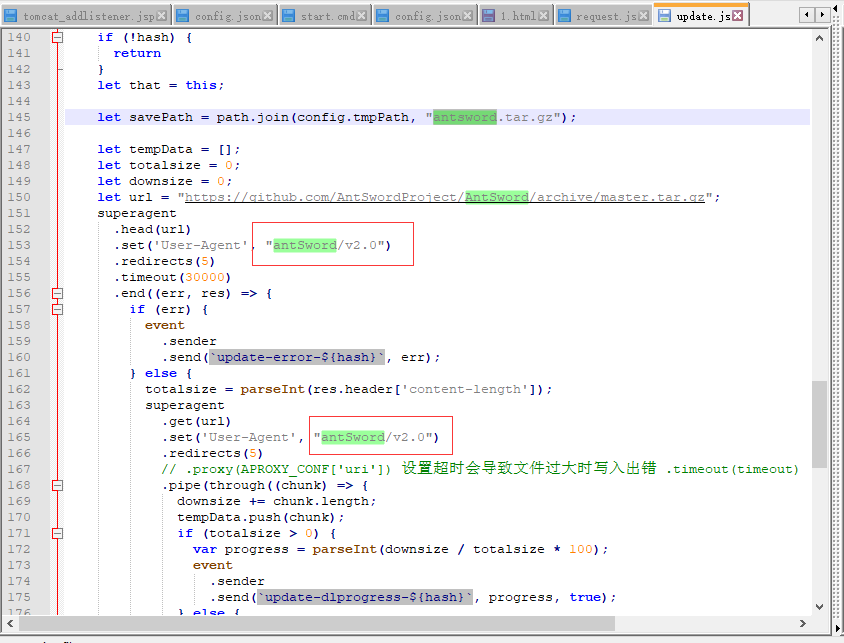 tomcat_addlistener.jsp config.json start.cmd config.json 1.html request.js update.js
140 if (!hash) {
141 return
142 }
143 let that = this;
144
145 let savePath = path.join(config.tmpPath, "antsword.tar.gz");
146
147 let tempData = [];
148 let totalsize = 0;
149 let downsize = 0;
150 let url = "https://github.com/AntSwordProject/AntSword/archive/master.tar.gz";
151 superagent
152 .head(url)
153 .set('User-Agent', "antSword/v2.0")
154 .redirects(5)
155 .timeout(30000)
156 .end((err, res) => {
157 if (err) {
158 event
159 .sender
160 .send(`update-error-${hash}`, err);
161 } else {
162 totalsize = parseInt(res.header['content-length']);
163 superagent
164 .get(url)
165 .set('User-Agent', "antSword/v2.0")
166 .redirects(5)
167 // .proxy(APROXY_CONF['uri']) 设置超时会导致文件过大时写入出错 .timeout(timeout)
168 .pipe(through((chunk) => {
169 downsize += chunk.length;
170 tempData.push(chunk);
171 if (totalsize > 0) {
172 var progress = parseInt(downsize / totalsize * 100);
173 event
174 .sender
175 .send(`update-dlprogress-${hash}`, progress, true);
176 } else {